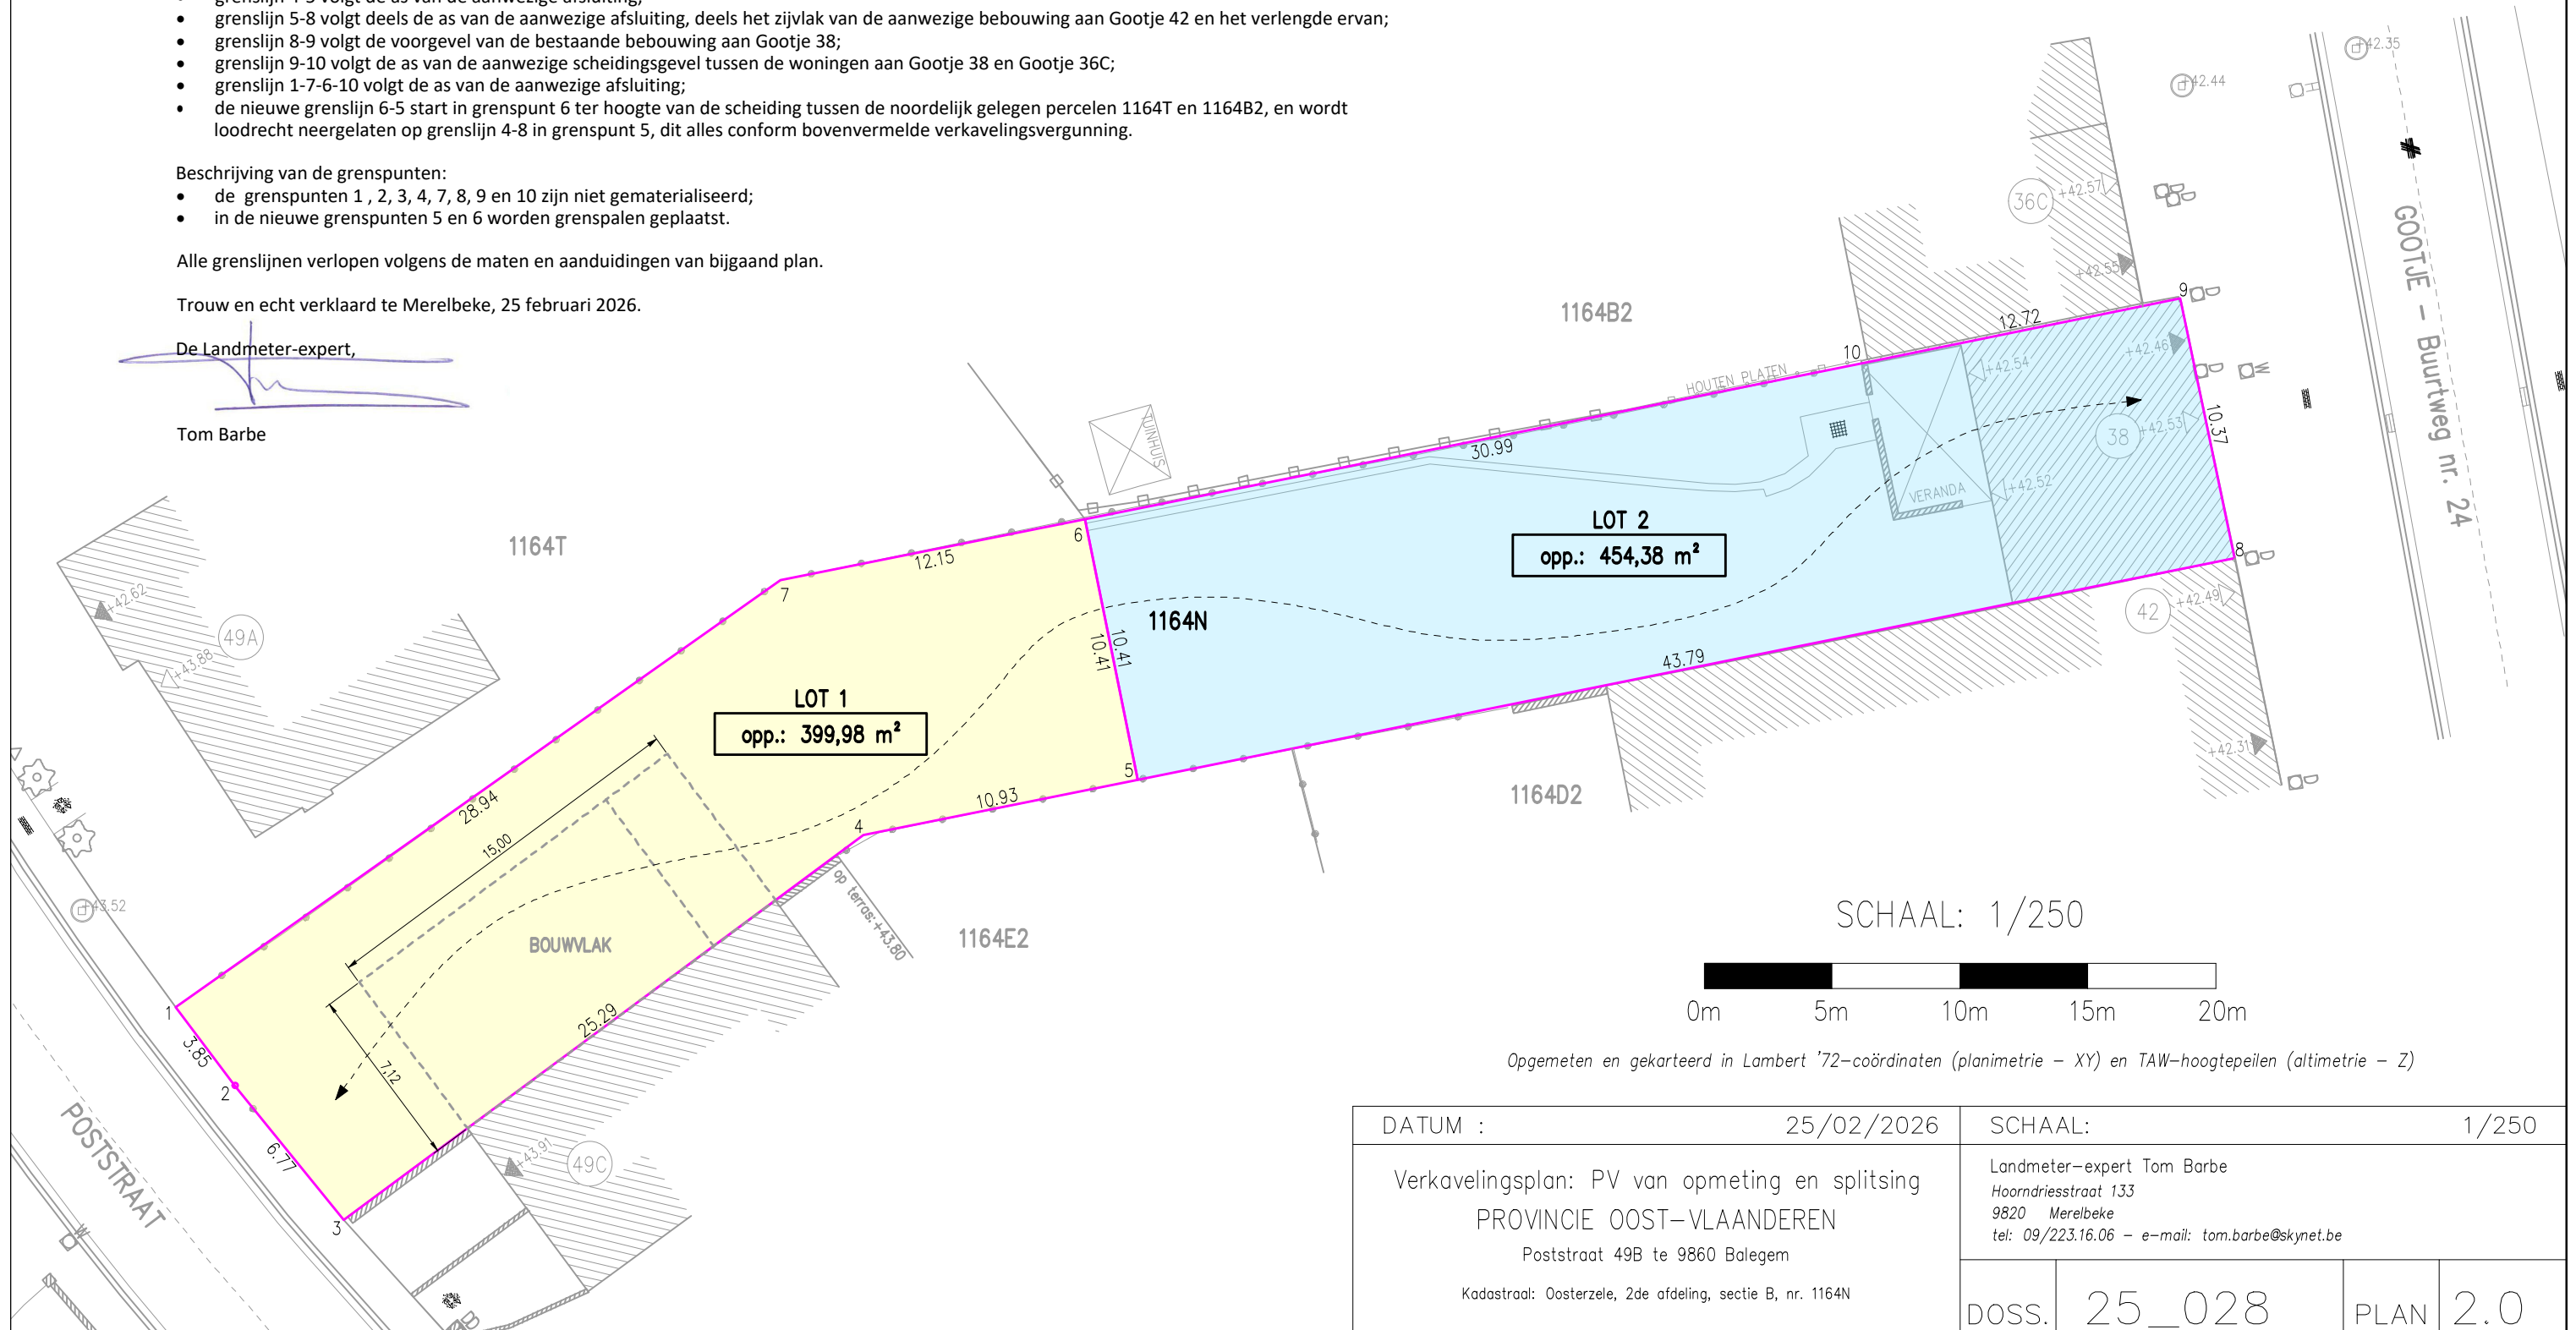 grenslijn 4-5 volgt de as van de aanwezige afsluiting;
• grenslijn 5-8 volgt deels de as van de aanwezige afsluiting, deels het zijvlak van de aanwezige bebouwing aan Gootje 42 en het verlengde ervan;
• grenslijn 8-9 volgt de voorgevel van de bestaande bebouwing aan Gootje 38;
• grenslijn 9-10 volgt de as van de aanwezige scheidingsgevel tussen de woningen aan Gootje 38 en Gootje 36C;
• grenslijn 1-7-6-10 volgt de as van de aanwezige afsluiting;
• de nieuwe grenslijn 6-5 start in grenspunt 6 ter hoogte van de scheiding tussen de noordelijk gelegen percelen 1164T en 1164B2, en wordt
loodrecht neergelaten op grenslijn 4-8 in grenspunt 5, dit alles conform bovenvermelde verkavelingsvergunning.
Beschrijving van de grenspunten:
• de grenspunten 1 , 2, 3, 4, 7, 8, 9 en 10 zijn niet gematerialiseerd;
• in de nieuwe grenspunten 5 en 6 worden grenspalen geplaatst.
Alle grenslijnen verlopen volgens de maten en aanduidingen van bijgaand plan.
Trouw en echt verklaard te Merelbeke, 25 februari 2026.
De Landmeter-expert,
Tom Barbe
+42.35
+42.44
H
36C
+42.57
D
D
+42.55
GOOTJE - Buurtweg nr. 24
1164B2
9
D
12.72
10
+42.46
+42.54
D
W
HOUTEN PLATEN
10.37
38
+42.53
TUINHUIS
30.99
VERANDA
+42.52
LOT 2
opp.: 454,38 m²
6
1164T
12.15
8
D
7
+42.62
49A
+43.88
1164N
10.41
10.41
42
+42.49
43.79
LOT 1
opp.: 399,98 m²
+42.31
5
D
1164D2
10.93
28.94
4
15,00
op terras:+43.80
+43.52
BOUWVLAK
1164E2
1
3.85
25.29
2
7,12
6.77
POSTSTRAAT
+43.91
49C
3
W
D
SCHAAL: 1/250
0m 5m 10m 15m 20m
Opgemeten en gekarteerd in Lambert '72-coördinaten (planimetrie - XY) en TAW-hoogtepeilen (altimetrie - Z)
DATUM : 25/02/2026
SCHAAL: 1/250
Verkavelingsplan: PV van opmeting en splitsing
PROVINCIE OOST-VLAANDEREN
Poststraat 49B te 9860 Balegem
Kadastraal: Oosterzele, 2de afdeling, sectie B, nr. 1164N
Landmeter-expert Tom Barbe
Hoorndriesstraat 133
9820 Merelbeke
tel: 09/223.16.06 - e-mail: tom.barbe@skynet.be
DOSS. 25_028 PLAN 2.0